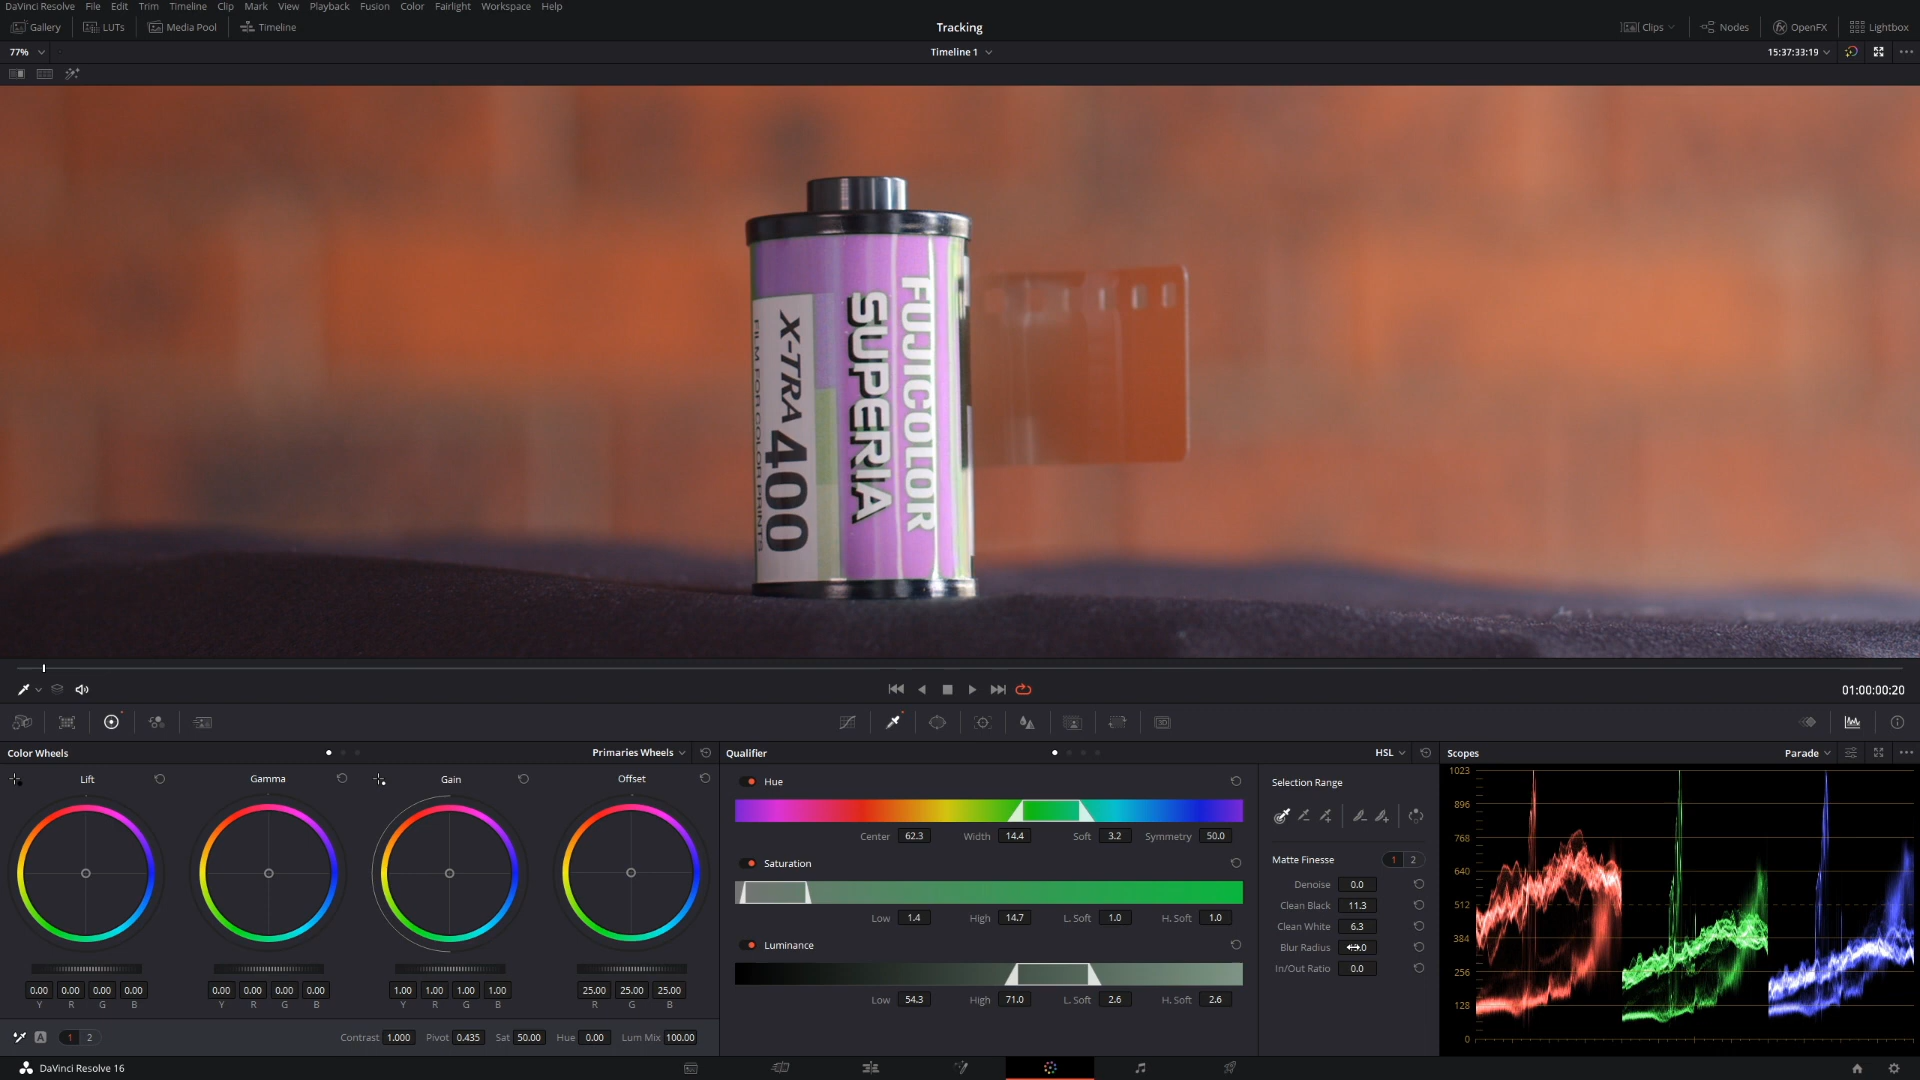 DaVinci Resolve File Edit Trim Timeline Clip Mark View Playback Fusion Color Fairlight Workspace Help
Gallery LUTs Media Pool Timeline Tracking Clips Nodes OpenFX Lightbox
77% Timeline 1 15:37:33:19
FUJICOLOR
SUPERIA
X-TRA 400
FILM FOR COLOR PRINTS
01:00:00:20
Color Wheels Primaries Wheels
Lift Gamma Gain Offset
0.00 0.00 0.00 0.00 0.00 0.00 0.00 0.00 1.00 1.00 1.00 1.00 25.00 25.00 25.00
Y R G B Y R G B Y R G B R G B
A 1 2 Contrast 1.000 Pivot 0.435 Sat 50.00 Hue 0.00 Lum Mix 100.00
Qualifier HSL
Hue
Center 62.3 Width 14.4 Soft 3.2 Symmetry 50.0
Saturation
Low 1.4 High 14.7 L. Soft 1.0 H. Soft 1.0
Luminance
Low 54.3 High 71.0 L. Soft 2.6 H. Soft 2.6
Selection Range
Matte Finesse 1 2
Denoise 0.0
Clean Black 11.3
Clean White 6.3
Blur Radius
In/Out Ratio 0.0
Scopes Parade
1023
896
768
640
512
384
256
128
0
DaVinci Resolve 16